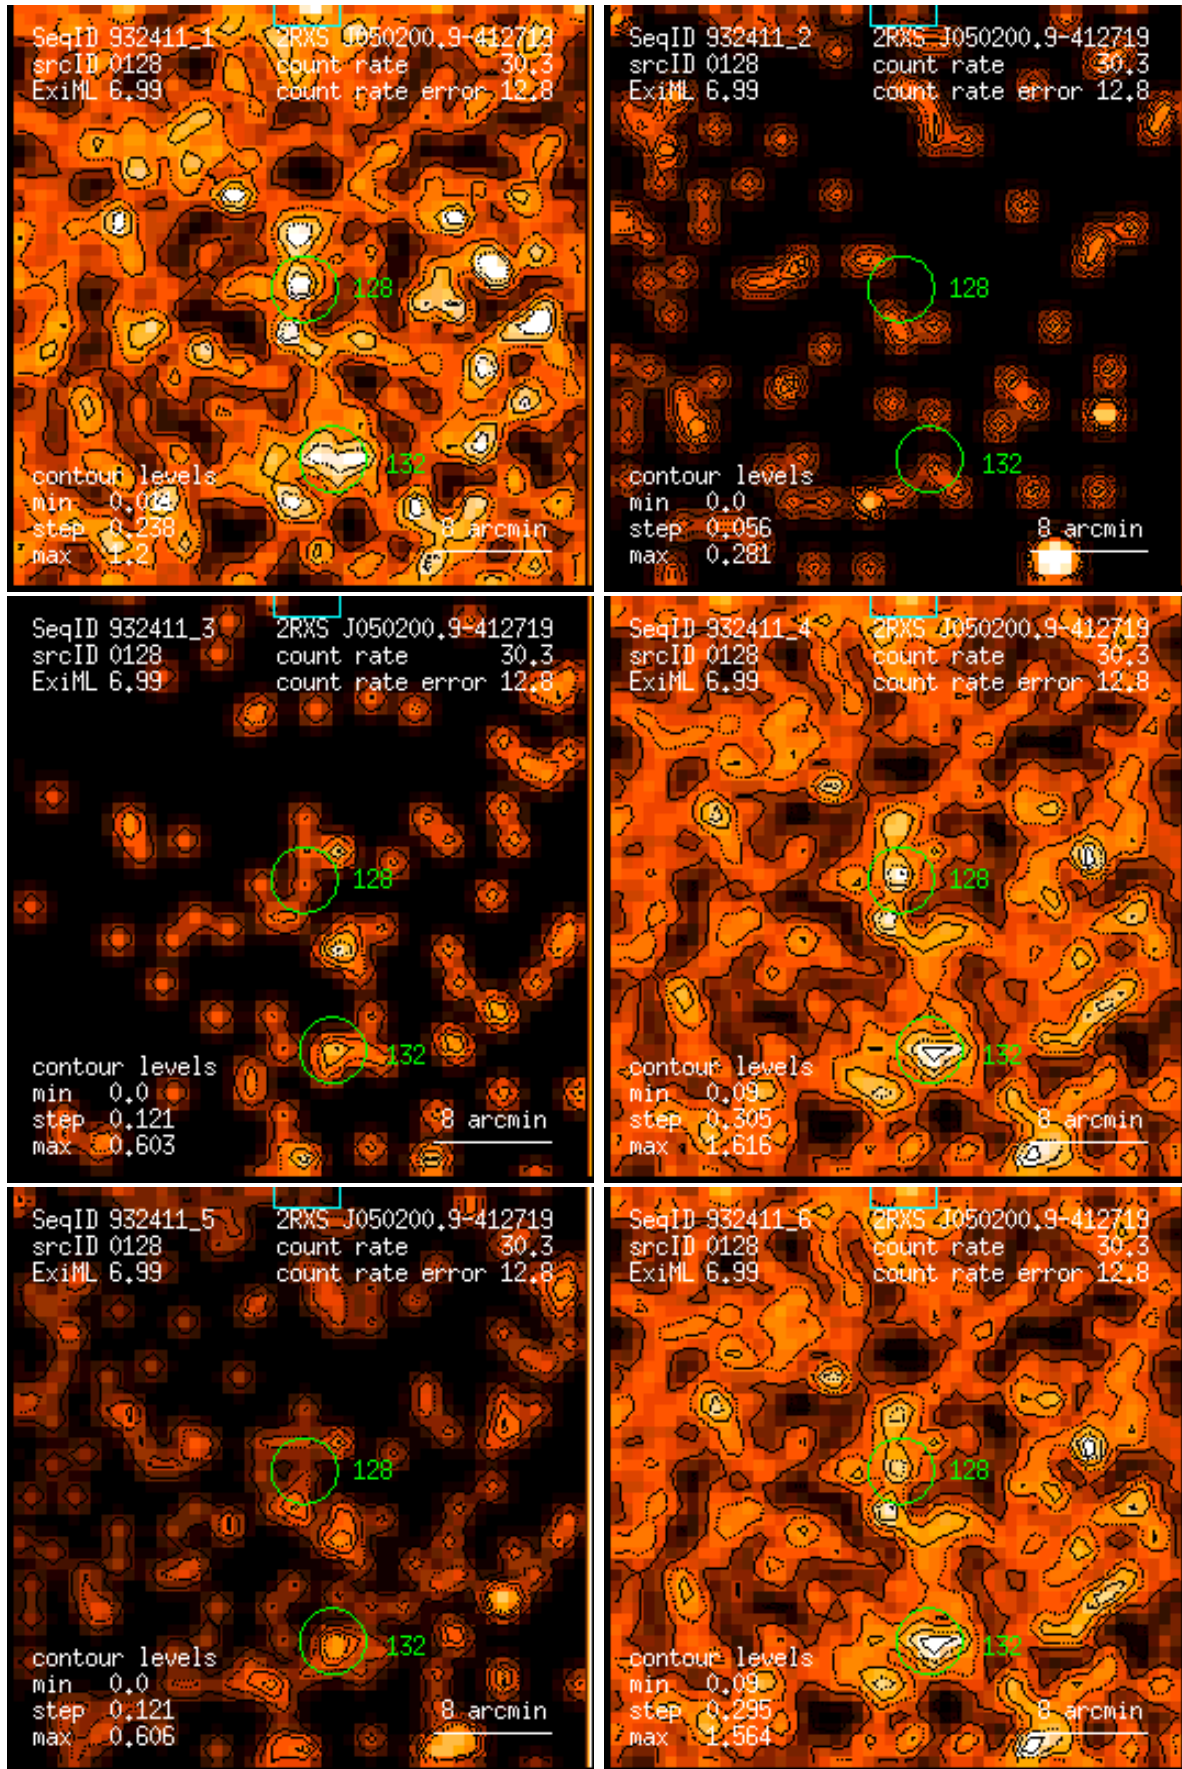 SeqID 932411_1 2RXS J050200.9-412719
srcID 0128 count rate 30.3
ExiML 6.99 count rate error 12.8
128
132
contour levels
min 0.014
step 0.238 8 arcmin
max 1.2
SeqID 932411_2 2RXS J050200.9-412719
srcID 0128 count rate 30.3
ExiML 6.99 count rate error 12.8
128
132
contour levels
min 0.0
step 0.056 8 arcmin
max 0.281
SeqID 932411_3 2RXS J050200.9-412719
srcID 0128 count rate 30.3
ExiML 6.99 count rate error 12.8
128
132
contour levels
min 0.0
step 0.121 8 arcmin
max 0.603
SeqID 932411_4 2RXS J050200.9-412719
srcID 0128 count rate 30.3
ExiML 6.99 count rate error 12.8
128
132
contour levels
min 0.09
step 0.305 8 arcmin
max 1.616
SeqID 932411_5 2RXS J050200.9-412719
srcID 0128 count rate 30.3
ExiML 6.99 count rate error 12.8
128
132
contour levels
min 0.0
step 0.121 8 arcmin
max 0.606
SeqID 932411_6 2RXS J050200.9-412719
srcID 0128 count rate 30.3
ExiML 6.99 count rate error 12.8
128
132
contour levels
min 0.09
step 0.295 8 arcmin
max 1.564